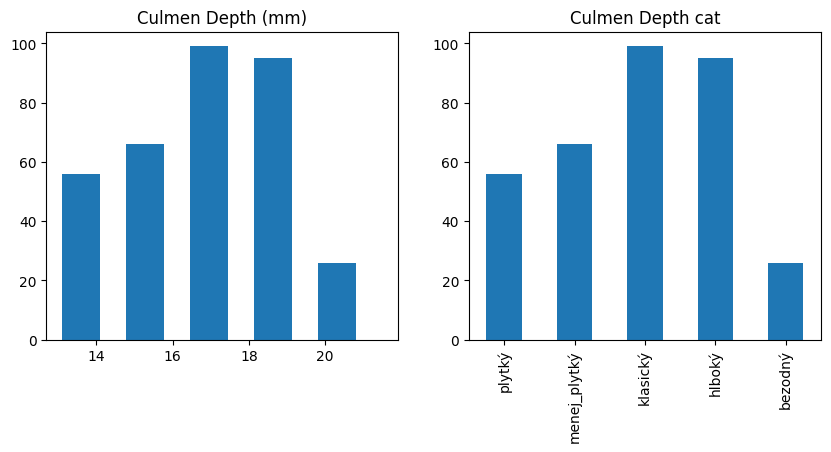 Culmen Depth (mm)
100
80
60
40
20
0
14 16 18 20
Culmen Depth cat
100
80
60
40
20
0
plytký
menej_plytký
klasický
hlboký
bezodný